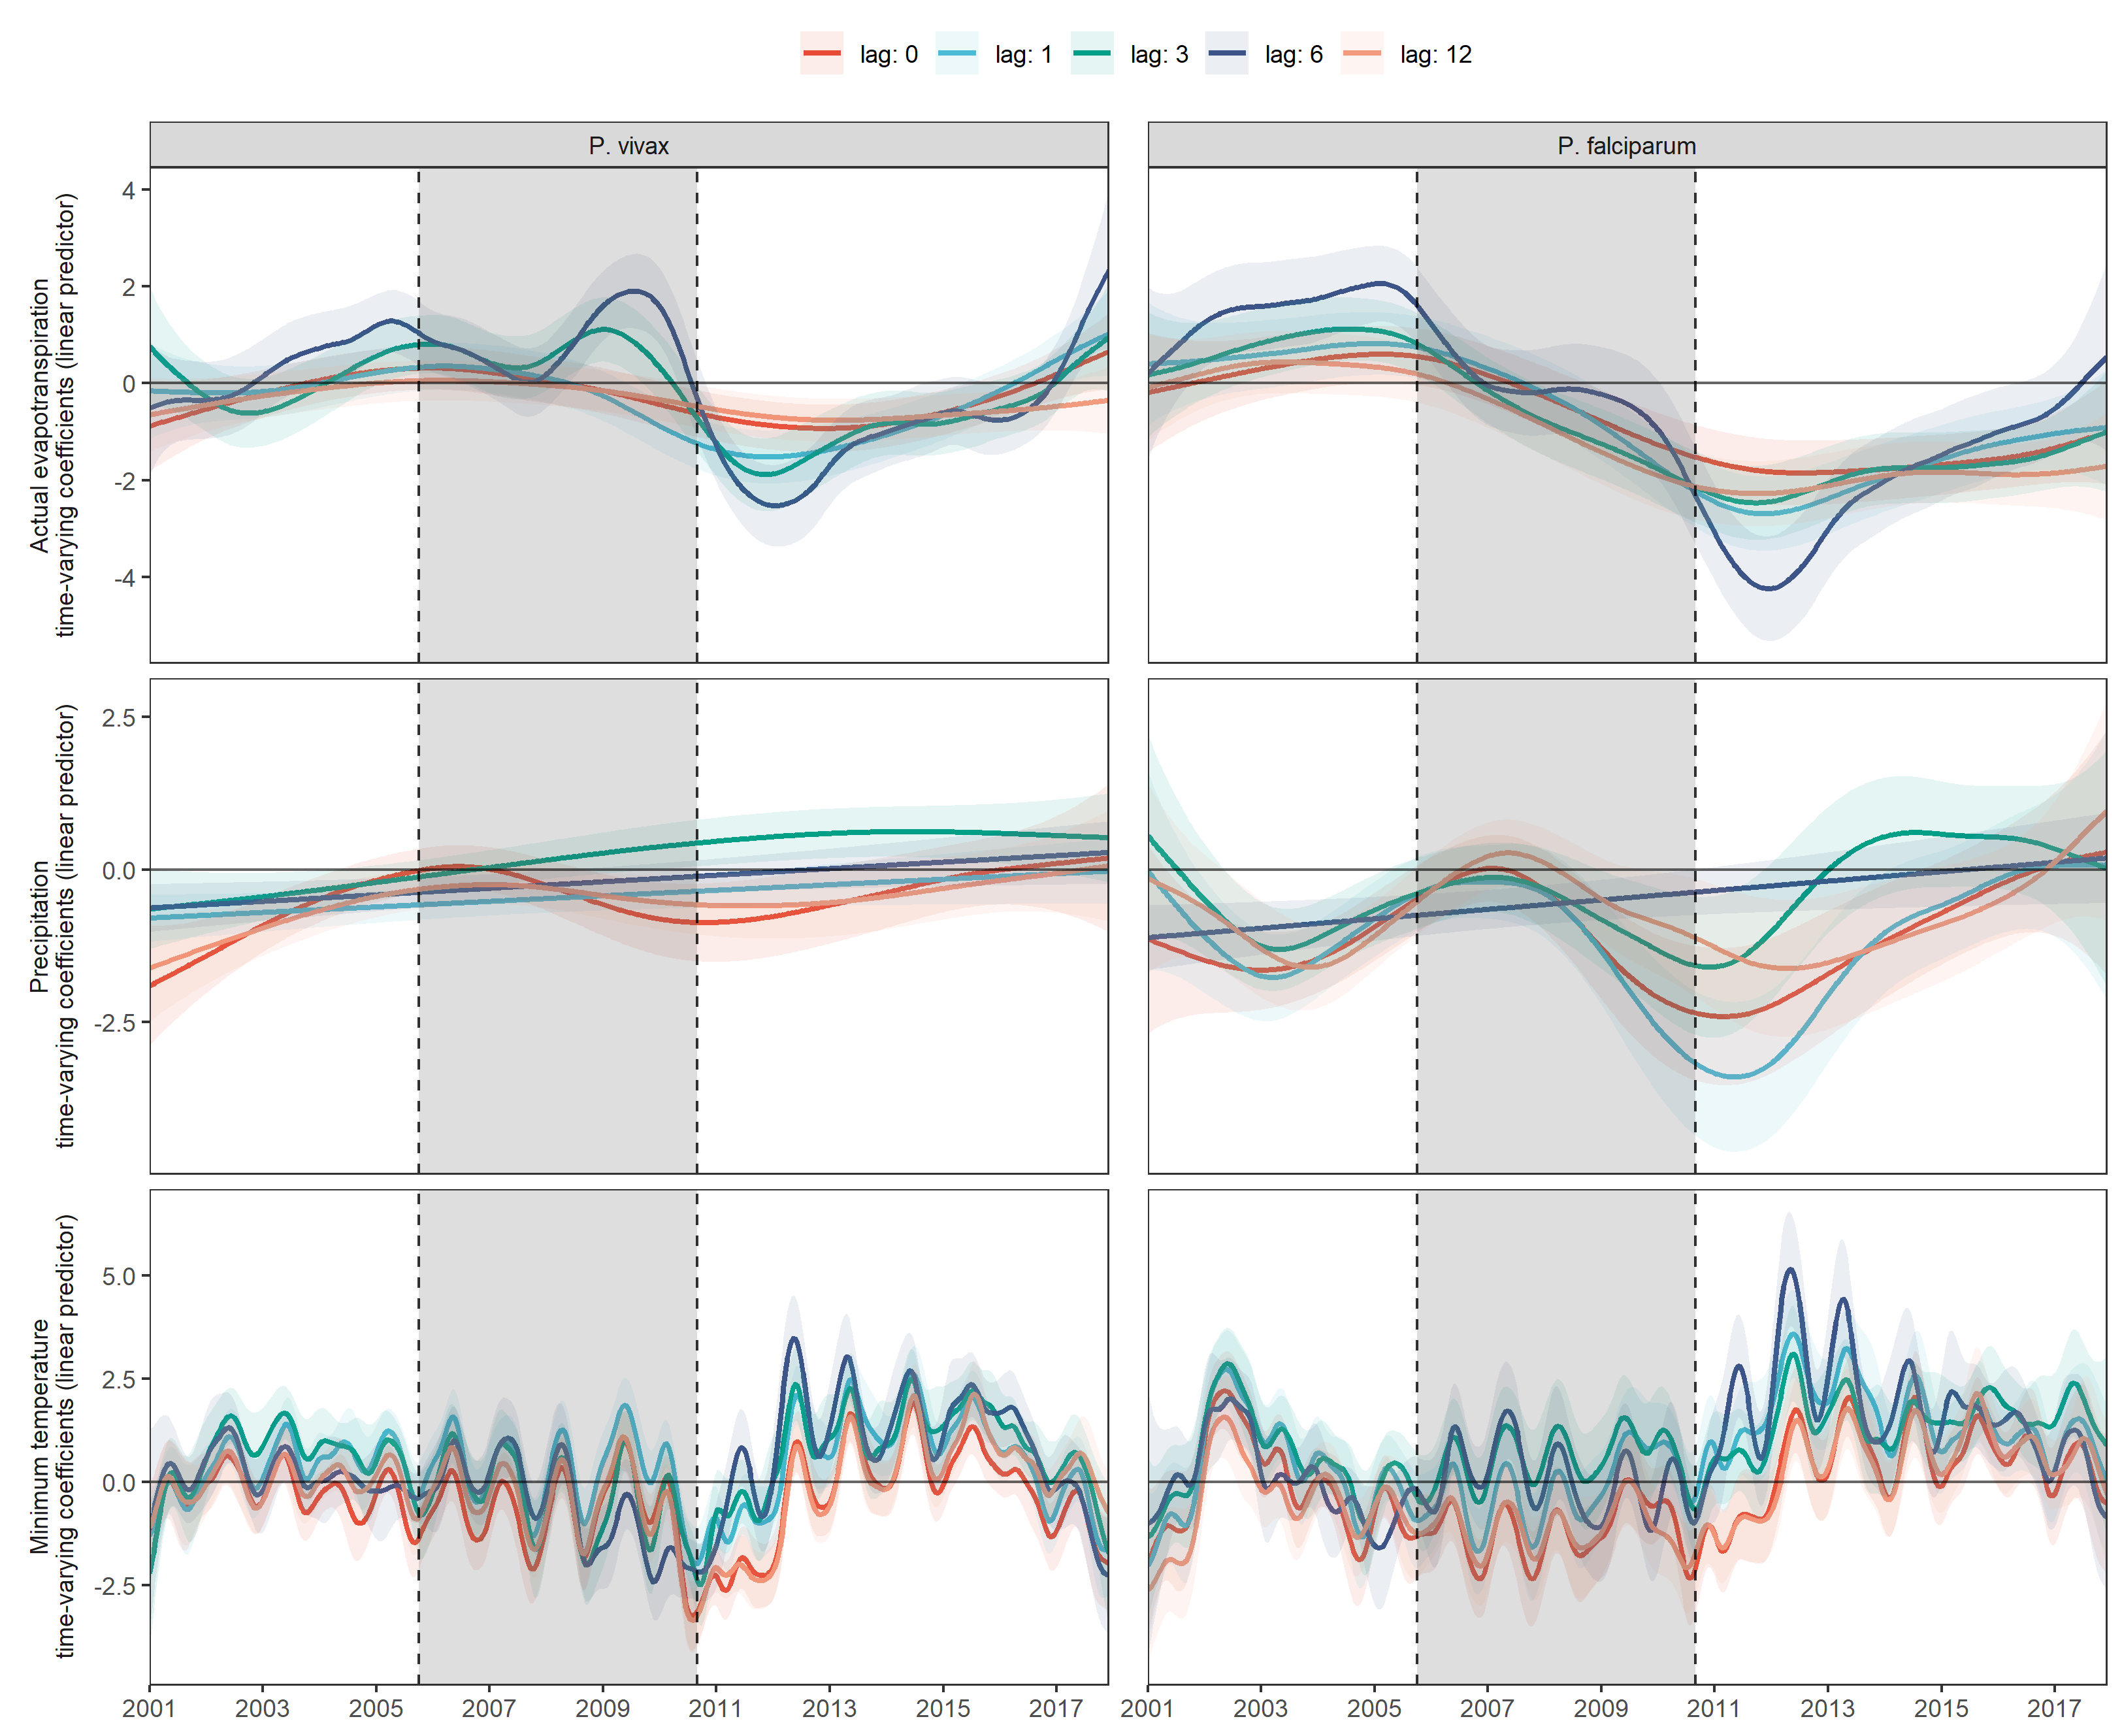 lag: 0 lag: 1 lag: 3 lag: 6 lag: 12
P. vivax P. falciparum
Actual evapotranspiration
time-varying coefficients (linear predictor)
4
2
0
-2
-4
Precipitation
time-varying coefficients (linear predictor)
2.5
0.0
-2.5
Minimum temperature
time-varying coefficients (linear predictor)
5.0
2.5
0.0
-2.5
2001 2003 2005 2007 2009 2011 2013 2015 2017 2001 2003 2005 2007 2009 2011 2013 2015 2017